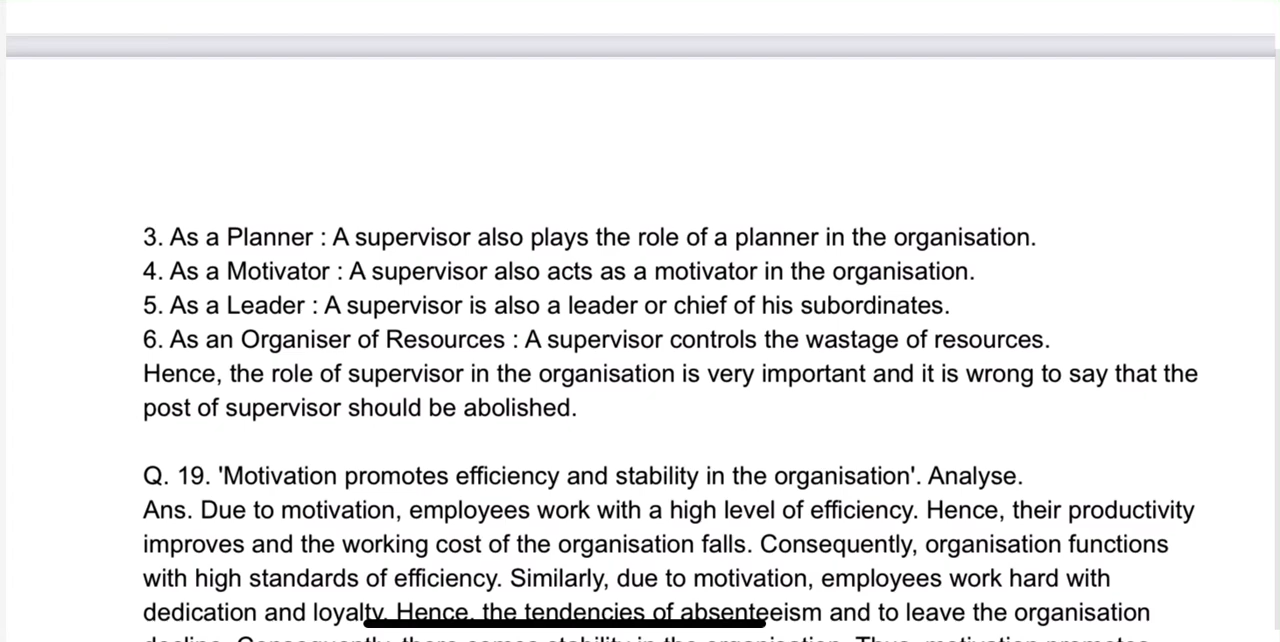 3. As a Planner : A supervisor also plays the role of a planner in the organisation.
4. As a Motivator : A supervisor also acts as a motivator in the organisation.
5. As a Leader : A supervisor is also a leader or chief of his subordinates.
6. As an Organiser of Resources : A supervisor controls the wastage of resources.
Hence, the role of supervisor in the organisation is very important and it is wrong to say that the
post of supervisor should be abolished.
Q. 19. 'Motivation promotes efficiency and stability in the organisation'. Analyse.
Ans. Due to motivation, employees work with a high level of efficiency. Hence, their productivity
improves and the working cost of the organisation falls. Consequently, organisation functions
with high standards of efficiency. Similarly, due to motivation, employees work hard with
dedication and loyalty. Hence, the tendencies of absenteeism and to leave the organisation